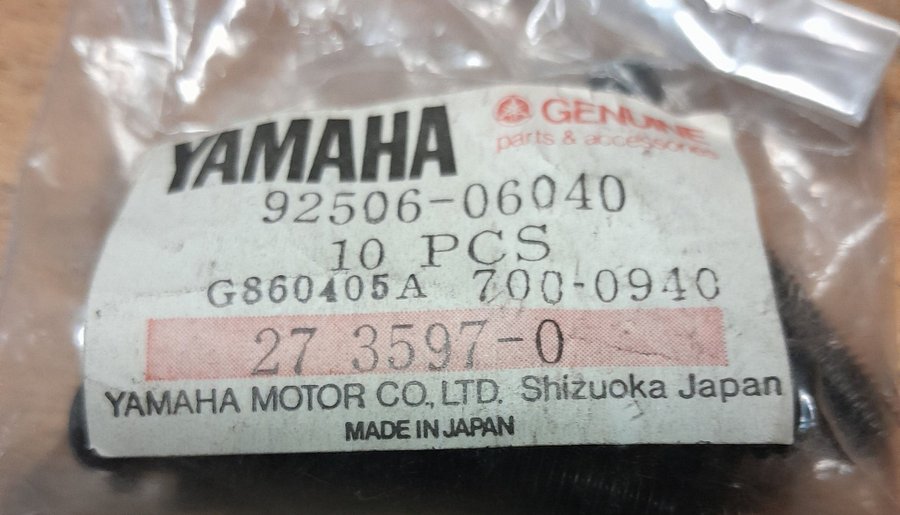 YAMAHA
GENUINE
parts & accessories
92506-06040
10 PCS
G860405A 700-0940
27 3597-0
YAMAHA MOTOR CO., LTD. Shizuoka Japan
MADE IN JAPAN